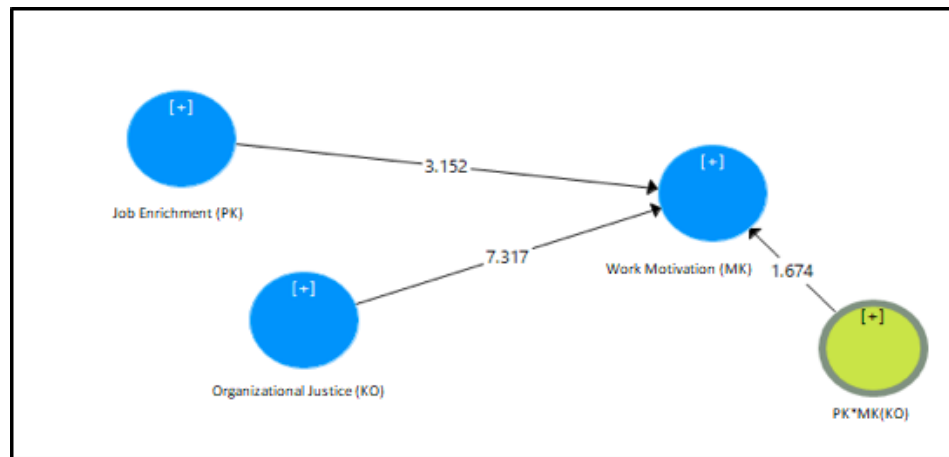 [+]
Job Enrichment (PK)
3.152
[+]
Work Motivation (MK)
7.317
[+]
Organizational Justice (KO)
1.674
[+]
PK*MK(KO)